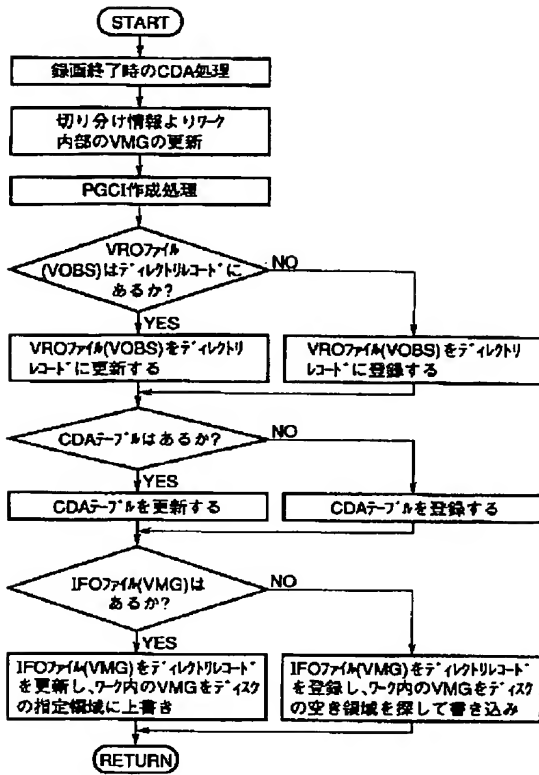 START
録画終了時のCDA処理
切り分け情報よりワーク
内部のVMGの更新
PGCI作成処理
VROファイル
(VOBS)はディレクトリレコードに
あるか?
NO
YES
VROファイル(VOBS)をディレクトリ
レコードに更新する
VROファイル(VOBS)をディレクトリ
レコードに登録する
CDAテーブルはあるか?
NO
YES
CDAテーブルを更新する
CDAテーブルを登録する
IFOファイル(VMG)は
あるか?
NO
YES
IFOファイル(VMG)をディレクトリレコード
を更新し、ワーク内のVMGをディスク
の指定領域に上書き
IFOファイル(VMG)をディレクトリレコード
を登録し、ワーク内のVMGをディスク
の空き領域を探して書き込み
RETURN